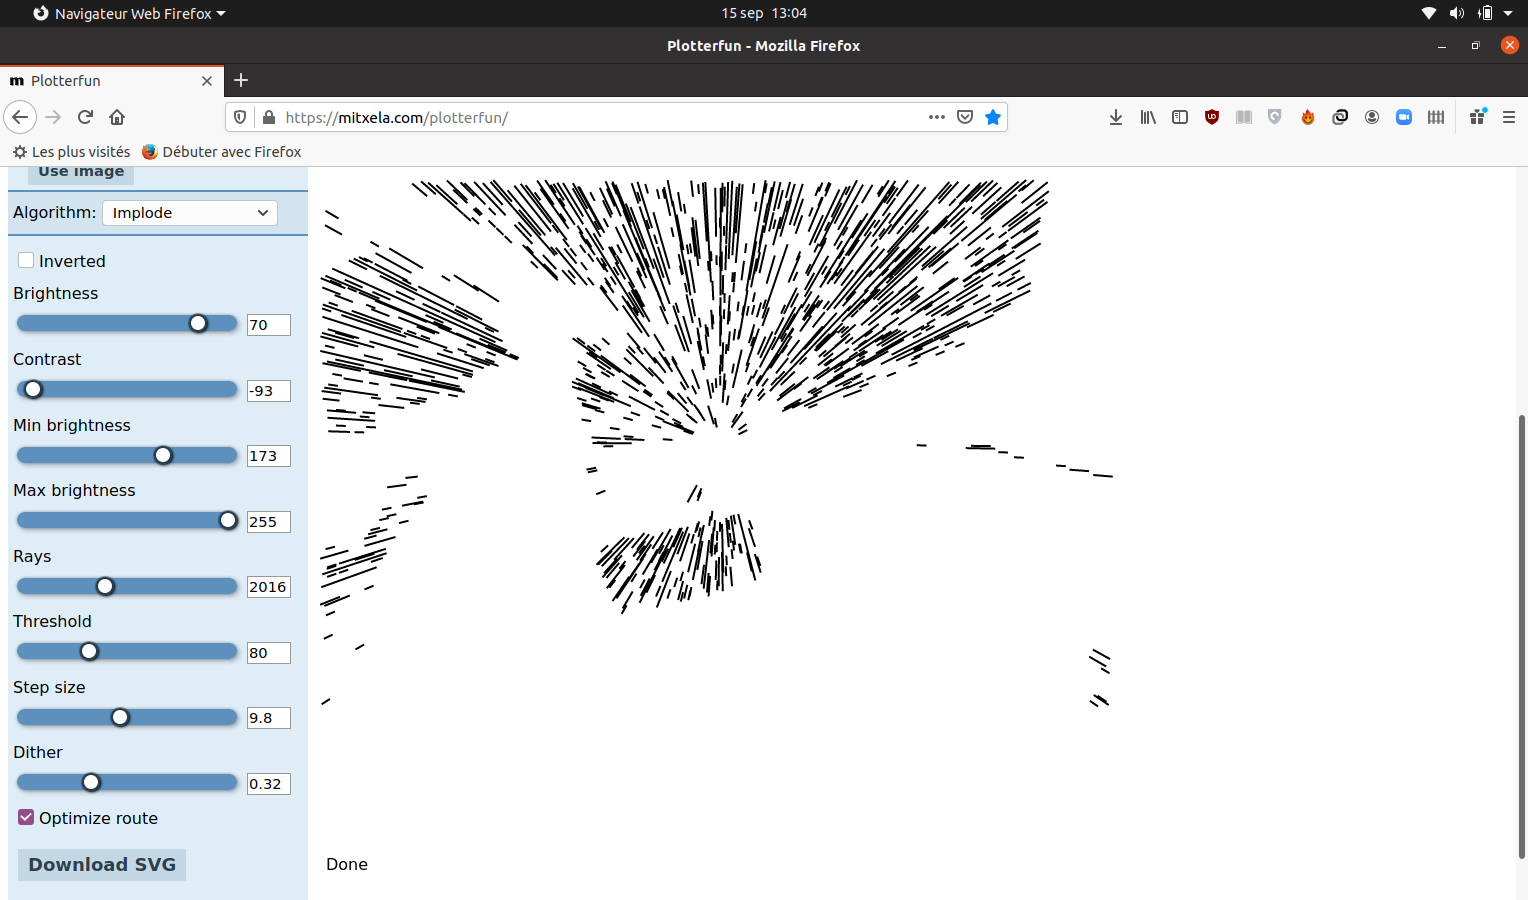 Navigateur Web Firefox
15 sep 13:04
Plotterfun - Mozilla Firefox
m Plotterfun
https://mitxela.com/plotterfun/
Les plus visités
Débuter avec Firefox
Use image
Algorithm: Implode
Inverted
Brightness
70
Contrast
-93
Min brightness
173
Max brightness
255
Rays
2016
Threshold
80
Step size
9.8
Dither
0.32
Optimize route
Download SVG
Done